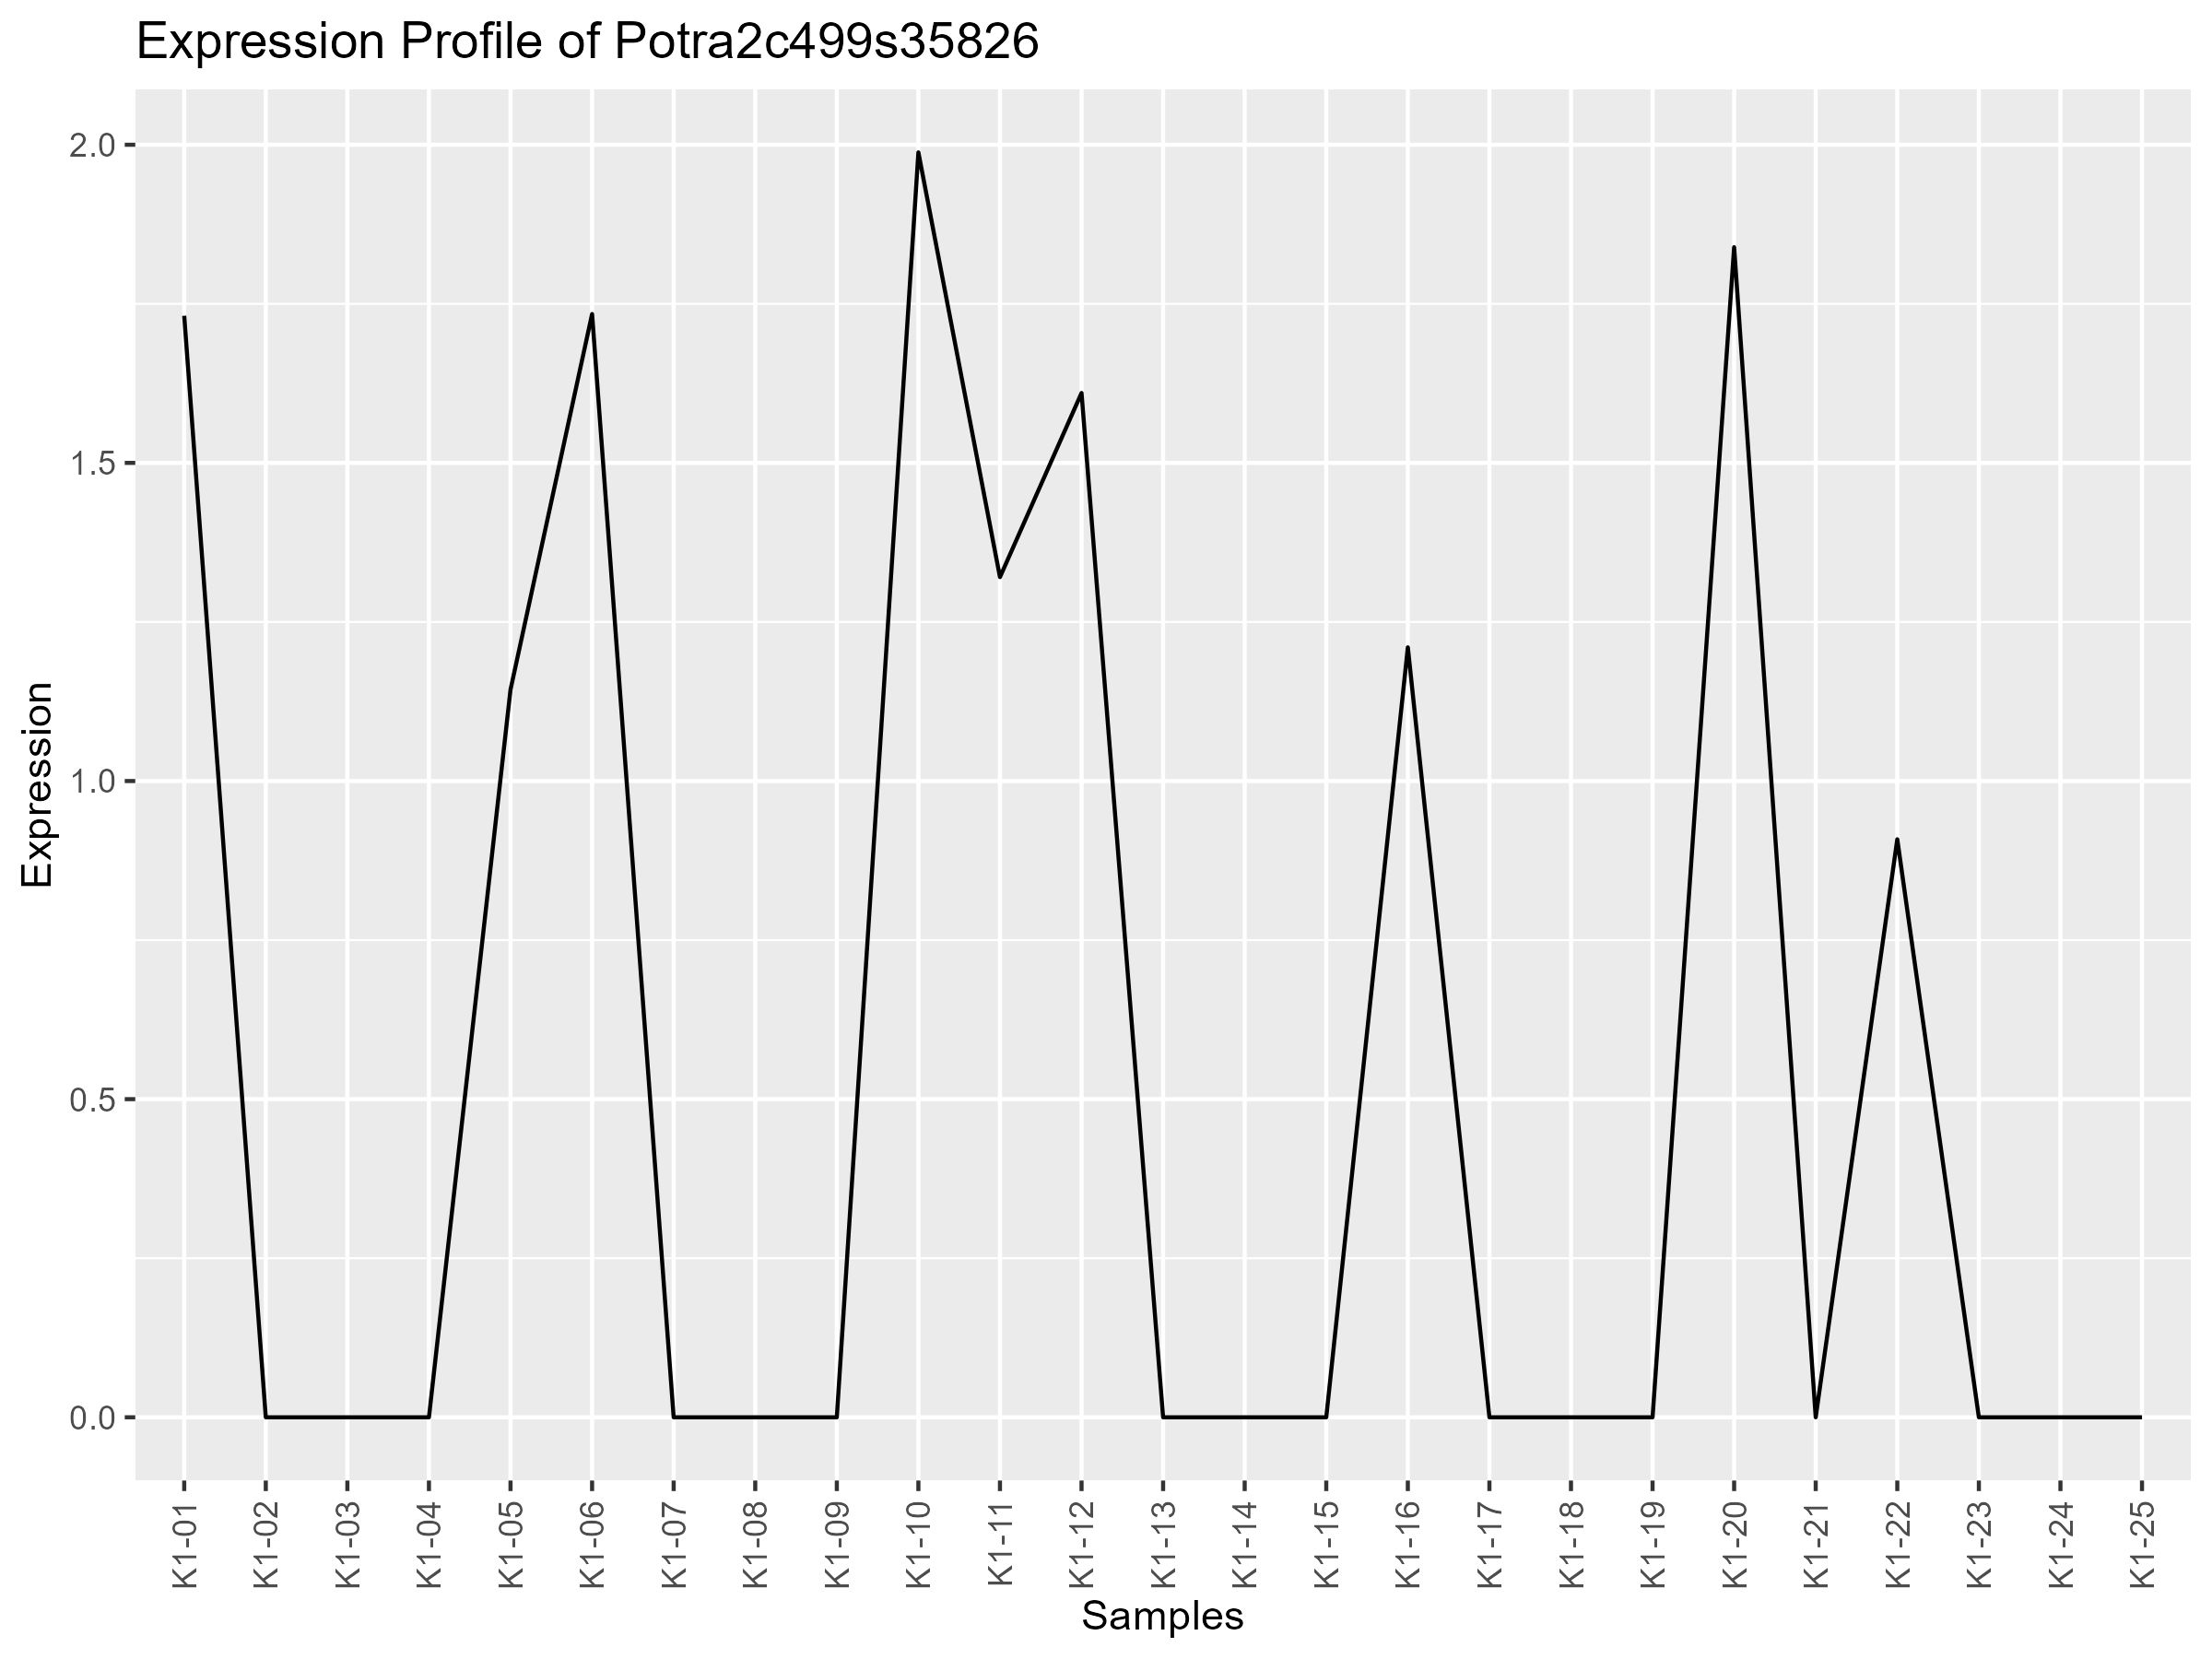 Expression Profile of Potra2c499s35826
Expression
2.0
1.5
1.0
0.5
0.0
K1-01
K1-02
K1-03
K1-04
K1-05
K1-06
K1-07
K1-08
K1-09
K1-10
K1-11
K1-12
K1-13
K1-14
K1-15
K1-16
K1-17
K1-18
K1-19
K1-20
K1-21
K1-22
K1-23
K1-24
K1-25
Samples